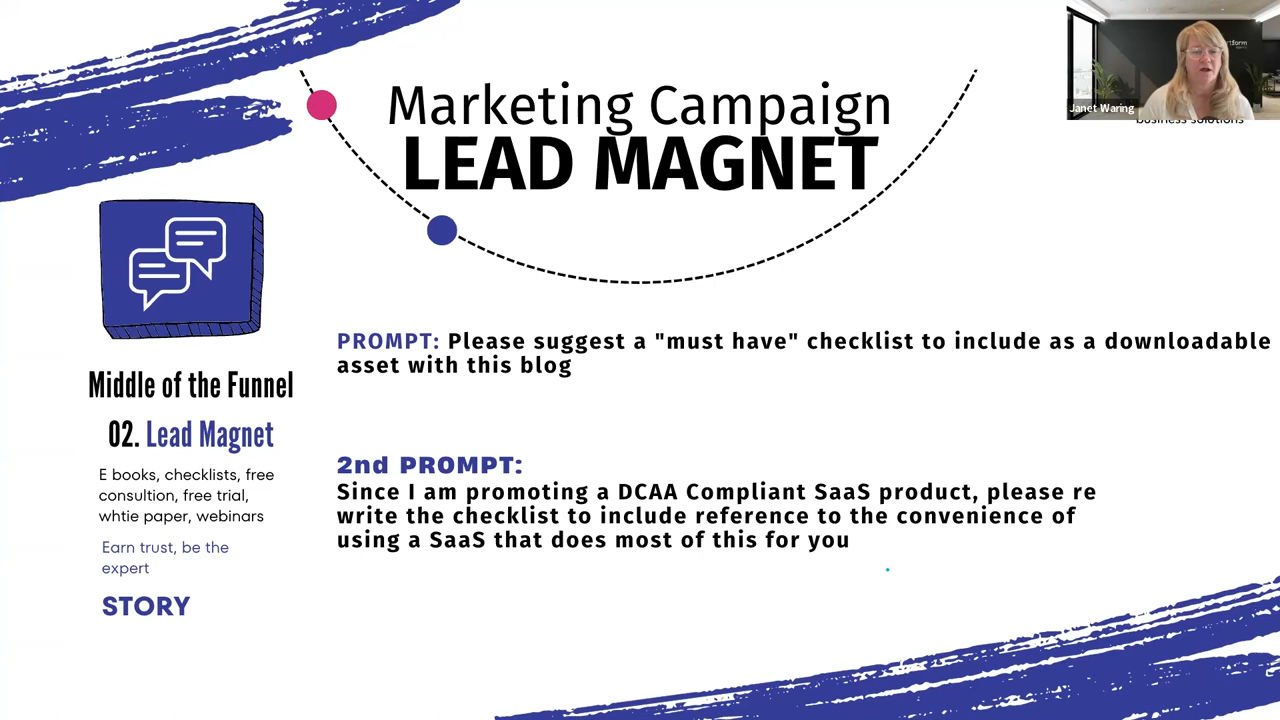 Marketing Campaign
LEAD MAGNET
Janet Waring
business solutions
Middle of the Funnel
02. Lead Magnet
E books, checklists, free
consultion, free trial,
whtie paper, webinars
Earn trust, be the
expert
STORY
PROMPT: Please suggest a "must have" checklist to include as a downloadable
asset with this blog
2nd PROMPT:
Since I am promoting a DCAA Compliant SaaS product, please re
write the checklist to include reference to the convenience of
using a SaaS that does most of this for you